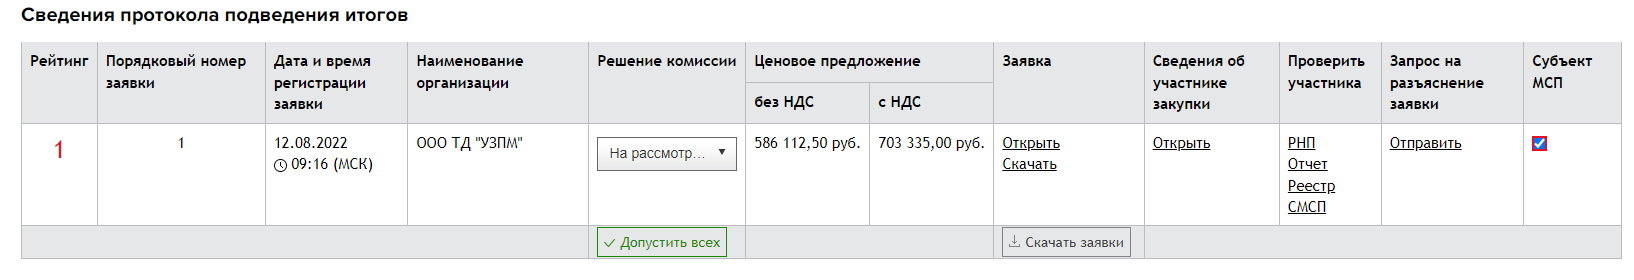 Сведения протокола подведения итогов
Рейтинг
Порядковый номер
заявки
Дата и время
регистрации
заявки
Наименование
организации
Решение комиссии
Ценовое предложение
без НДС
с НДС
Заявка
Сведения об
участнике
закупки
Проверить
участника
Запрос на
разъяснение
заявки
Субъект
МСП
1
1
12.08.2022
09:16 (МСК)
ООО ТД "УЗПМ"
На рассмотр...
586 112,50 руб.
703 335,00 руб.
Открыть
Скачать
Открыть
РНП
Отчет
Реестр
СМСП
Отправить
Допустить всех
Скачать заявки